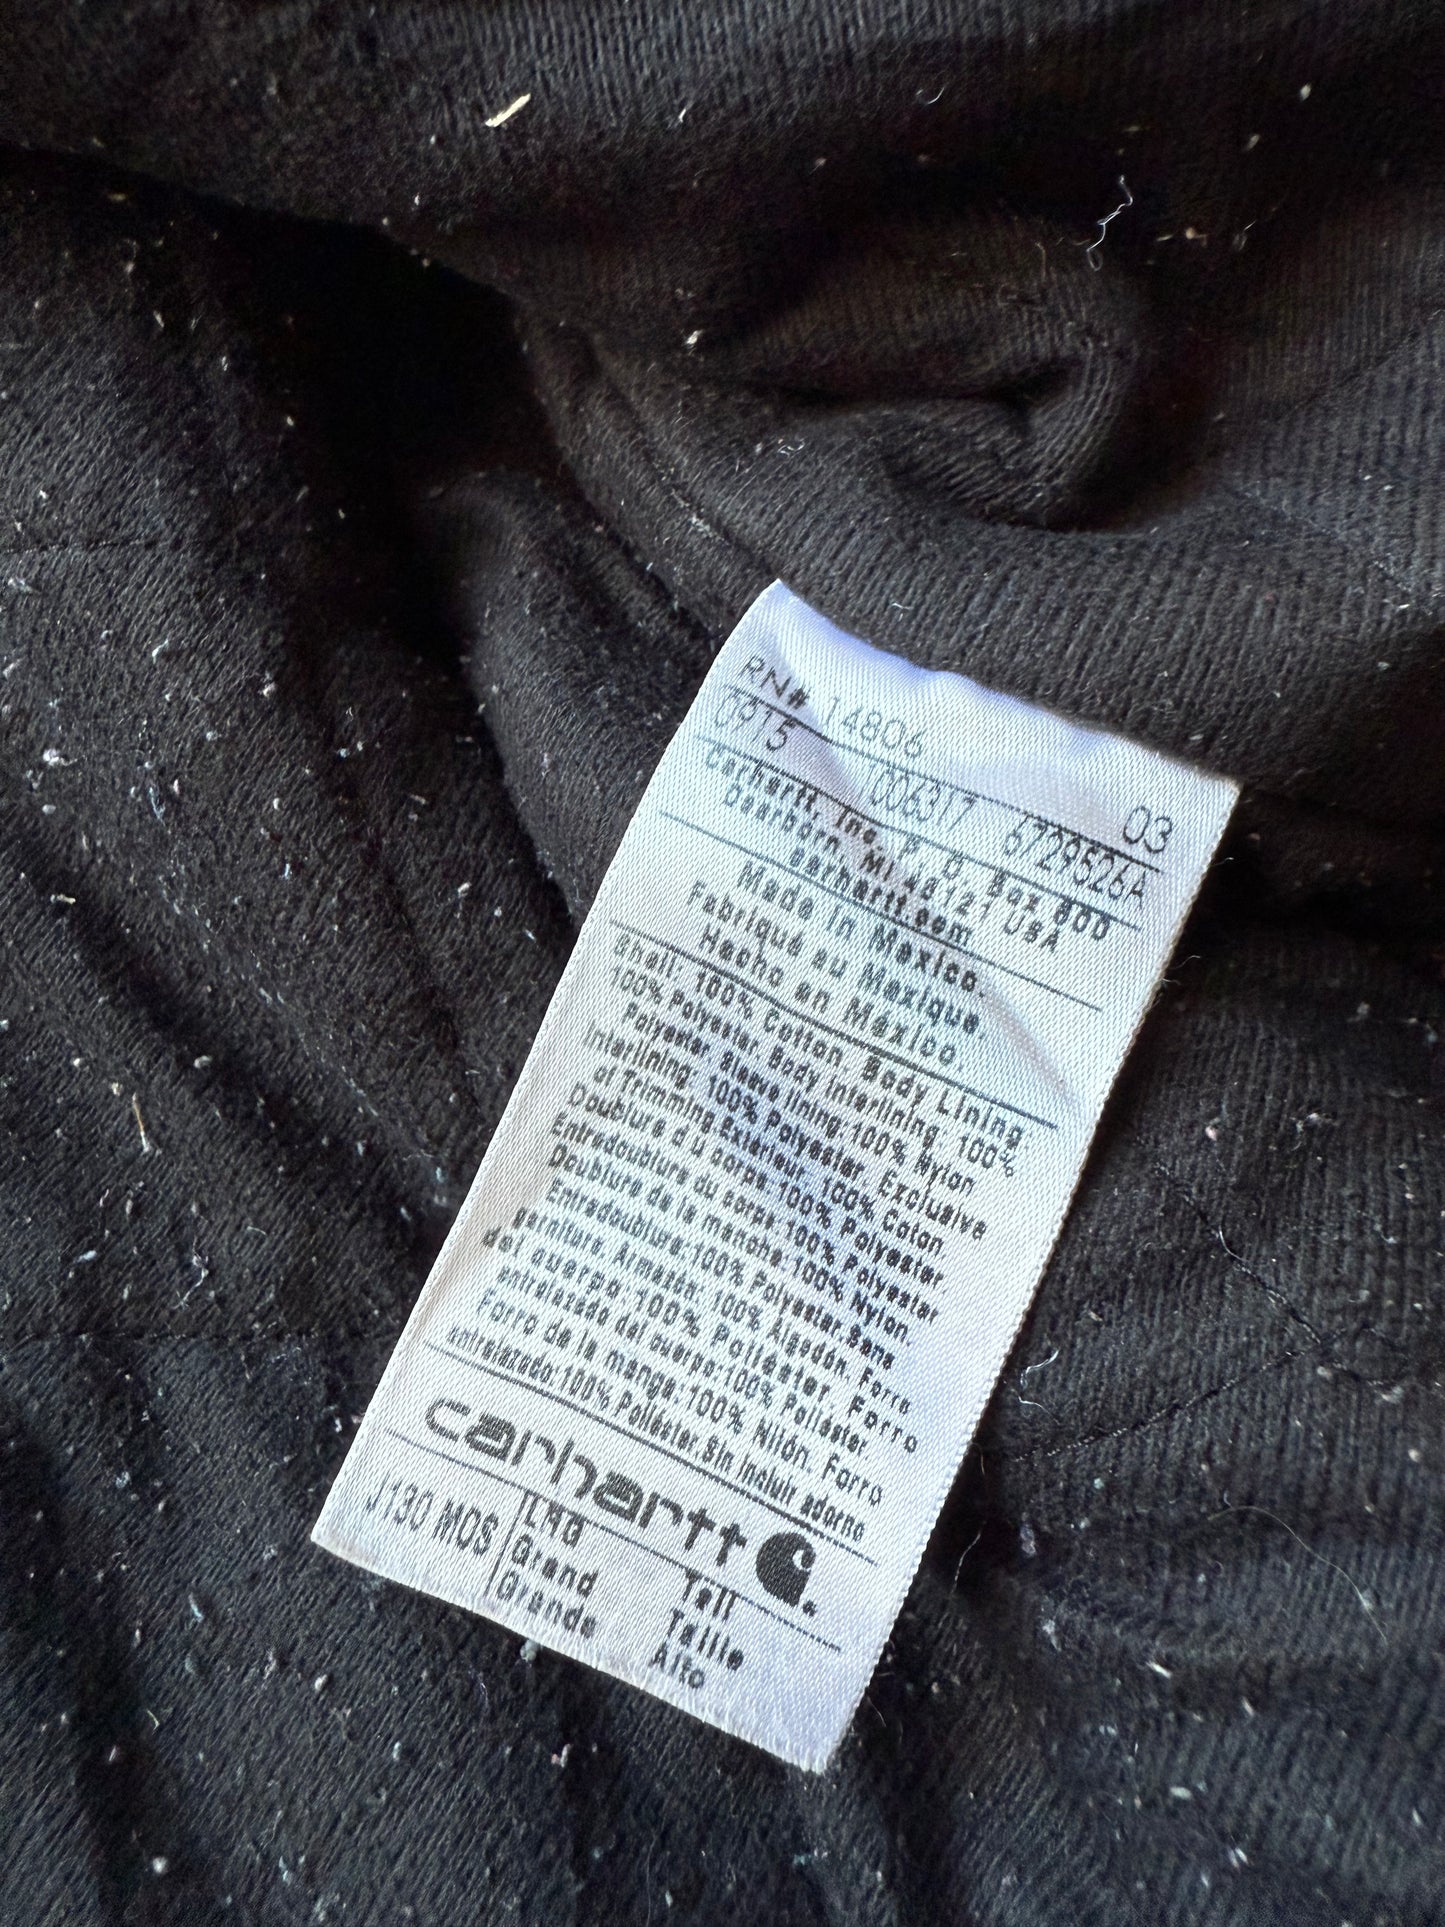 RN# 14806 03
0915 006317 6729526A
Carhartt, Inc. P. O. Box 600
Dearborn, MI 48121 USA
carhartt.com
Made in Mexico.
Fabriqué au Mexique.
Hecho en México.
Shell: 100% Cotton. Body Lining:
100% Polyester. Body interlining: 100%
Polyester. Sleeve lining: 100% Nylon
Interlining: 100% Polyester. Exclusive
of Trimming. Extérieur: 100% Coton.
Doublure du corps: 100% Polyester.
Entredoublure du corps: 100% Polyester
Doublure de la manche: 100% Nylon.
Entredoublure: 100% Polyester. Sans
garniture. Armazón: 100% Algodon. Forro
del cuerpo: 100% Poliéster. Forro
entrelazado del cuerpo: 100% Poliéster.
Forro de la manga: 100% Nilón. Forro
entrelazado: 100% Poliéster. Sin incluir adorno
carhartt
J130 MOS LRG Tall
Grand Taille
Grande Alto